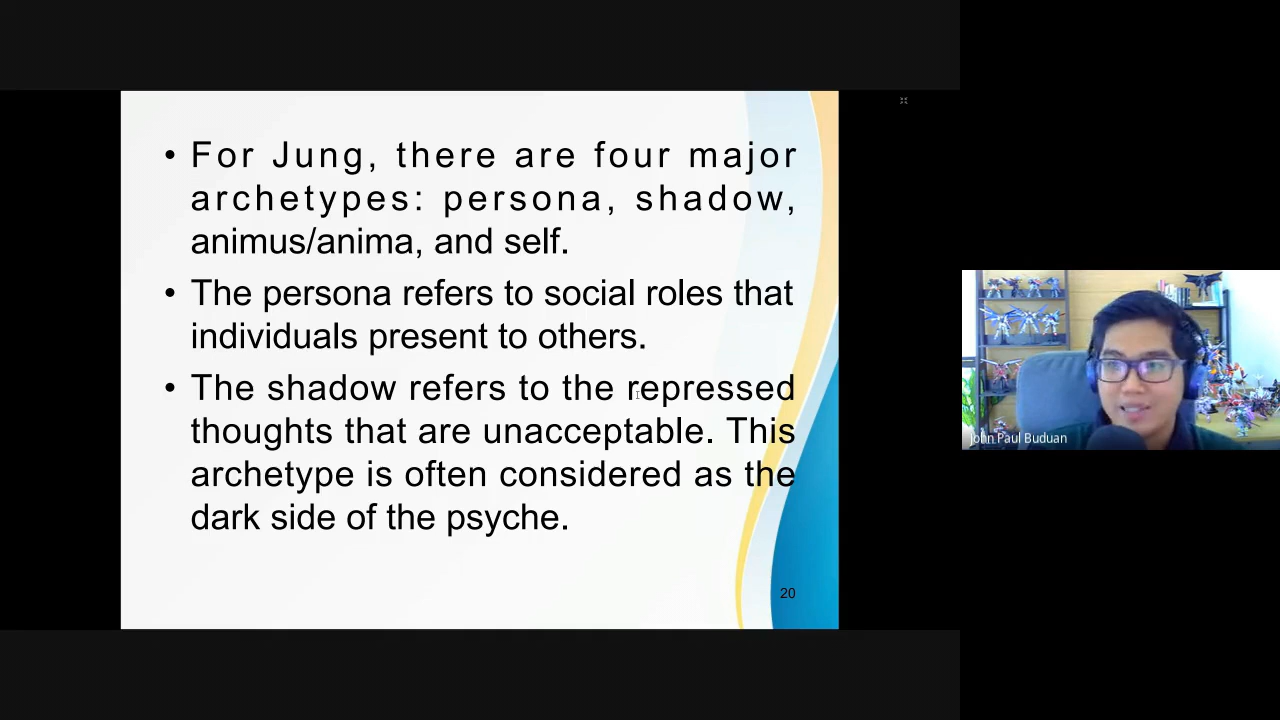 • For Jung, there are four major
archetypes: persona, shadow,
animus/anima, and self.
• The persona refers to social roles that
individuals present to others.
• The shadow refers to the repressed
thoughts that are unacceptable. This
archetype is often considered as the
dark side of the psyche.
20
John Paul Buduan